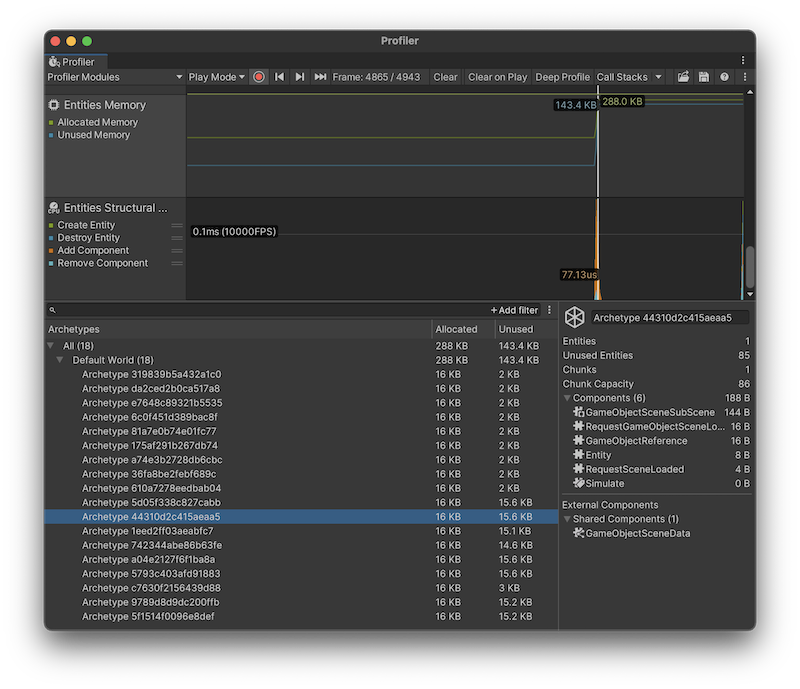 Profiler
Profiler
Profiler Modules
Play Mode
Frame: 4865 / 4943
Clear
Clear on Play
Deep Profile
Call Stacks
Entities Memory
Allocated Memory
Unused Memory
143.4 KB
288.0 KB
Entities Structural ...
Create Entity
Destroy Entity
Add Component
Remove Component
0.1ms (10000FPS)
77.13us
+ Add filter
Archetypes Allocated Unused
All (18) 288 KB 143.4 KB
Default World (18) 288 KB 143.4 KB
Archetype 319839b5a432a1c0 16 KB 2 KB
Archetype da2ced2b0ca517a8 16 KB 2 KB
Archetype e7648c89321b5535 16 KB 2 KB
Archetype 6c0f451d389bac8f 16 KB 2 KB
Archetype 81a7e0b74e01fc77 16 KB 2 KB
Archetype 175af291b267db74 16 KB 2 KB
Archetype a74e3b2728db6cbc 16 KB 2 KB
Archetype 36fa8be2febf689c 16 KB 2 KB
Archetype 610a7278eedbab04 16 KB 2 KB
Archetype 5d05f338c827cabb 16 KB 15.6 KB
Archetype 44310d2c415aeaa5 16 KB 15.6 KB
Archetype 1eed2ff03aeabfc7 16 KB 15.1 KB
Archetype 742344abe86b63fe 16 KB 14.6 KB
Archetype a04e2127f6f1ba8a 16 KB 15.6 KB
Archetype 5793c403afd91883 16 KB 15.6 KB
Archetype c7630f2156439d88 16 KB 3 KB
Archetype 9789d8d9dc200ffb 16 KB 15.2 KB
Archetype 5f1514f0096e8def 16 KB 15.2 KB
Archetype 44310d2c415aeaa5
Entities 1
Unused Entities 85
Chunks 1
Chunk Capacity 86
Components (6) 188 B
GameObjectSceneSubScene 144 B
RequestGameObjectSceneLo... 16 B
GameObjectReference 16 B
Entity 8 B
RequestSceneLoaded 4 B
Simulate 0 B
External Components
Shared Components (1)
GameObjectSceneData